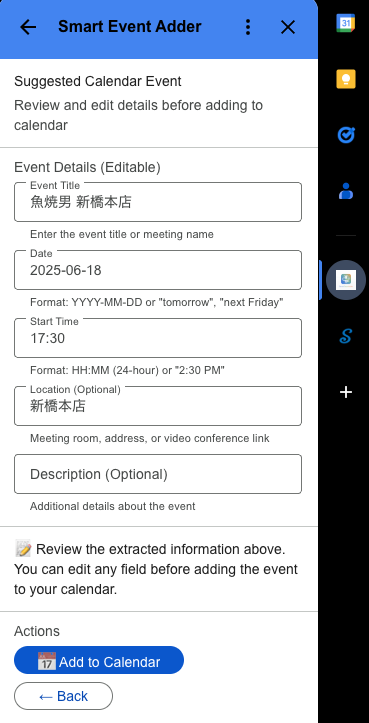 Smart Event Adder
31
Suggested Calendar Event
Review and edit details before adding to
calendar
Event Details (Editable)
Event Title
魚燒男 新橋本店
Enter the event title or meeting name
Date
2025-06-18
Format: YYYY-MM-DD or "tomorrow", "next Friday"
Start Time
17:30
Format: HH:MM (24-hour) or "2:30 PM"
Location (Optional)
新橋本店
Meeting room, address, or video conference link
Description (Optional)
Additional details about the event
📝 Review the extracted information above.
You can edit any field before adding the event
to your calendar.
Actions
📅 Add to Calendar
← Back